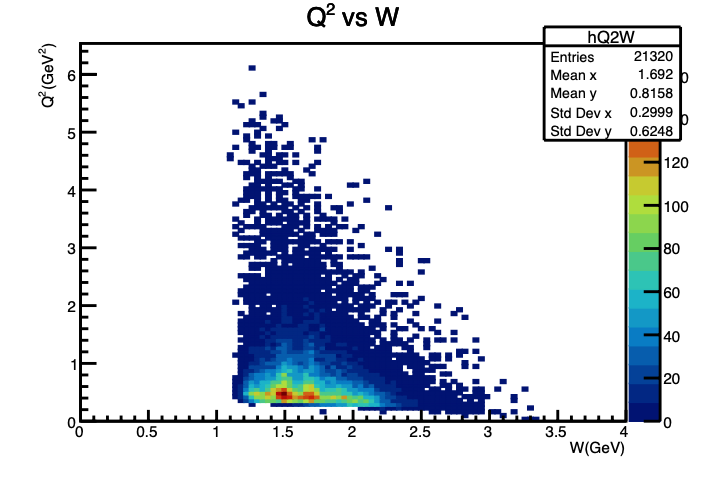 Q² vs W
hQ2W
Entries 21320
Mean x 1.692
Mean y 0.8158
Std Dev x 0.2999
Std Dev y 0.6248
Q²(GeV²)
6
5
4
3
2
1
0
0 0.5 1 1.5 2 2.5 3 3.5 4
W(GeV)
0
0
120
100
80
60
40
20
0